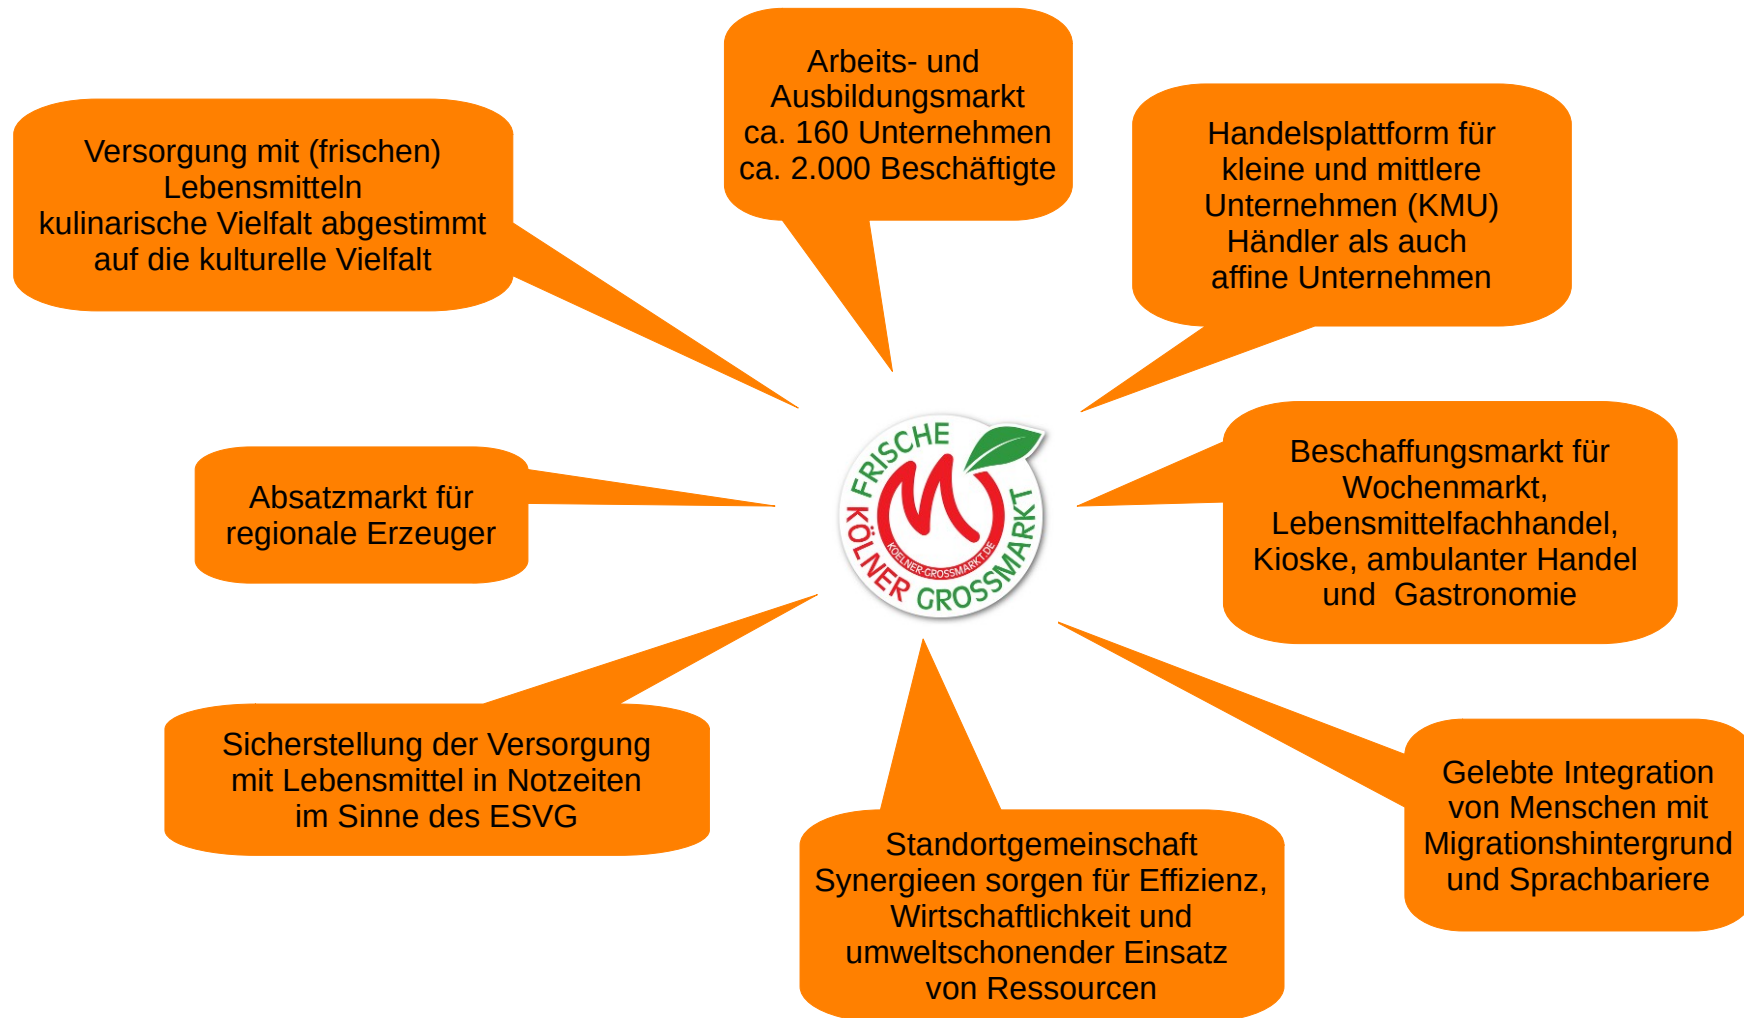 Arbeits- und
Ausbildungsmarkt
ca. 160 Unternehmen
ca. 2.000 Beschäftigte
Versorgung mit (frischen)
Lebensmitteln
kulinarische Vielfalt abgestimmt
auf die kulturelle Vielfalt
Handelsplattform für
kleine und mittlere
Unternehmen (KMU)
Händler als auch
affine Unternehmen
Absatzmarkt für
regionale Erzeuger
FRISCHE
KÖLNER GROSSMARKT
KOELNER-GROSSMARKT.DE
Beschaffungsmarkt für
Wochenmarkt,
Lebensmittelfachhandel,
Kioske, ambulanter Handel
und  Gastronomie
Sicherstellung der Versorgung
mit Lebensmittel in Notzeiten
im Sinne des ESVG
Standortgemeinschaft
Synergieen sorgen für Effizienz,
Wirtschaftlichkeit und
umweltschonender Einsatz
von Ressourcen
Gelebte Integration
von Menschen mit
Migrationshintergrund
und Sprachbariere